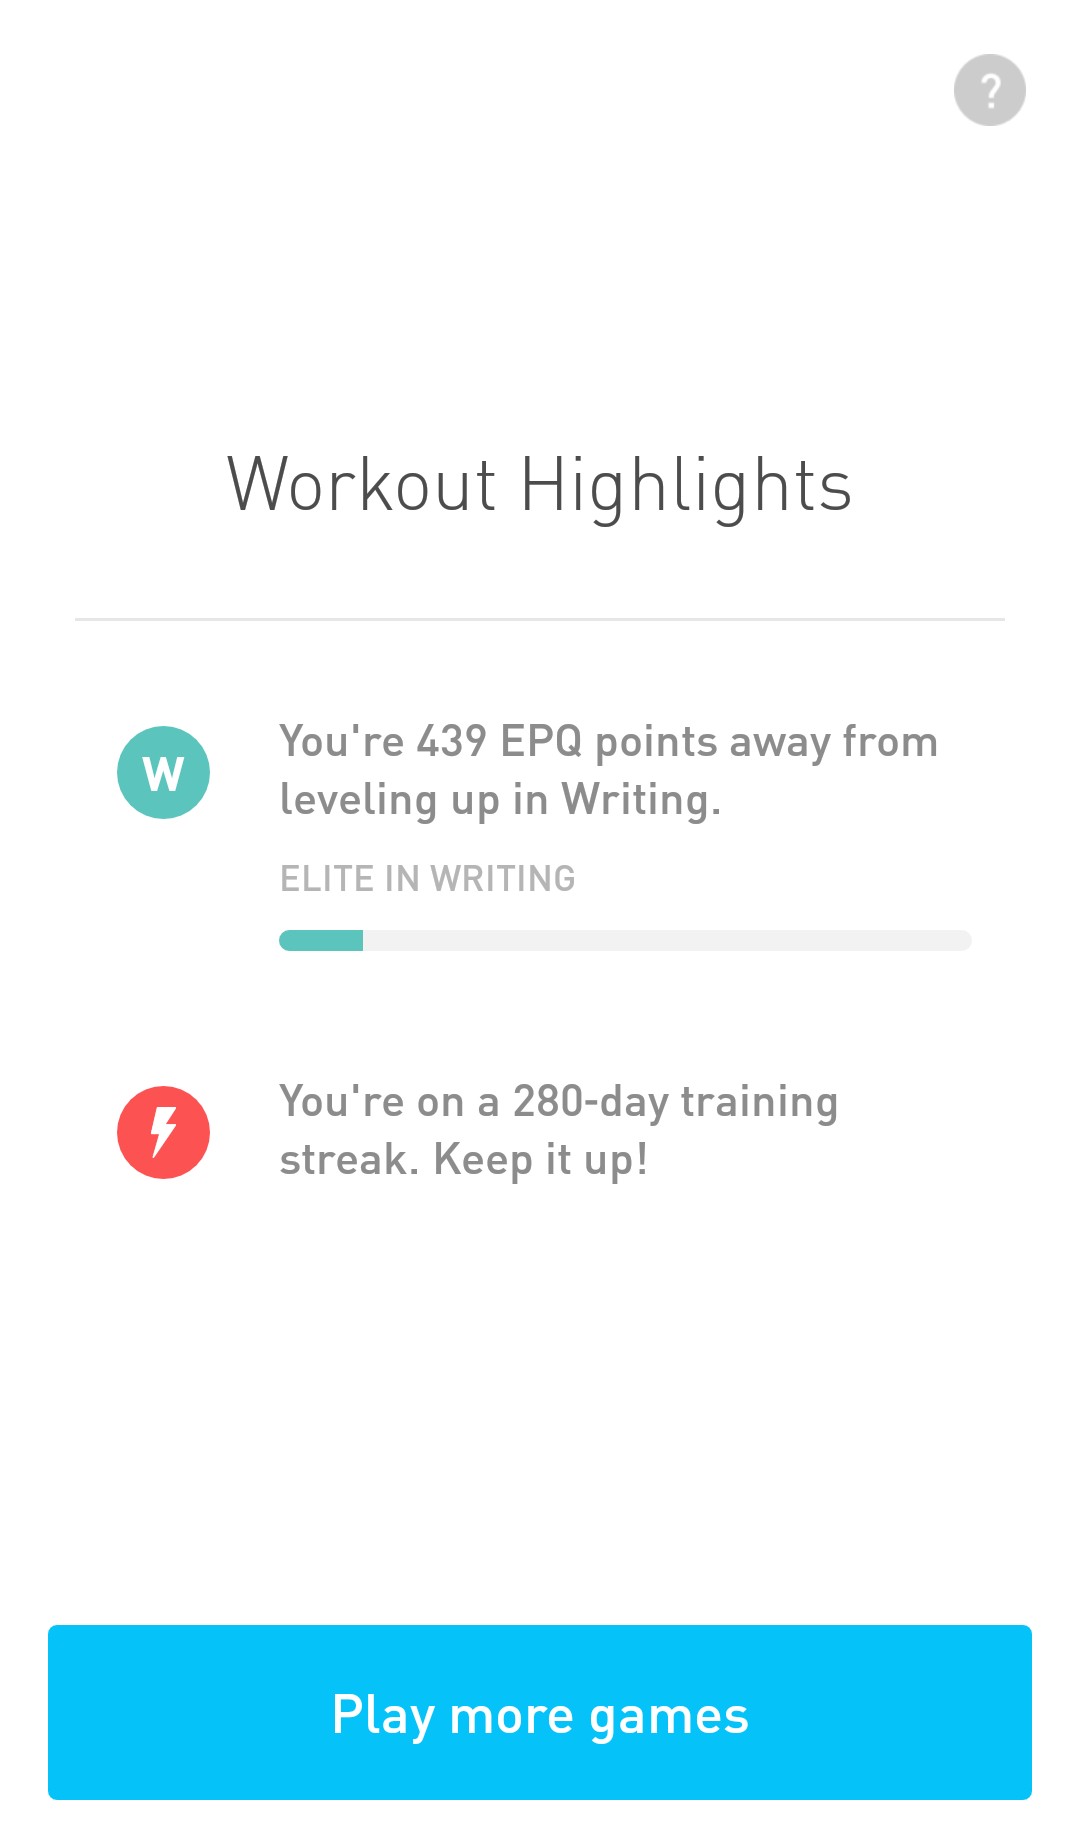 ?
Workout Highlights
W
You're 439 EPQ points away from
leveling up in Writing.
ELITE IN WRITING
You're on a 280-day training
streak. Keep it up!
Play more games